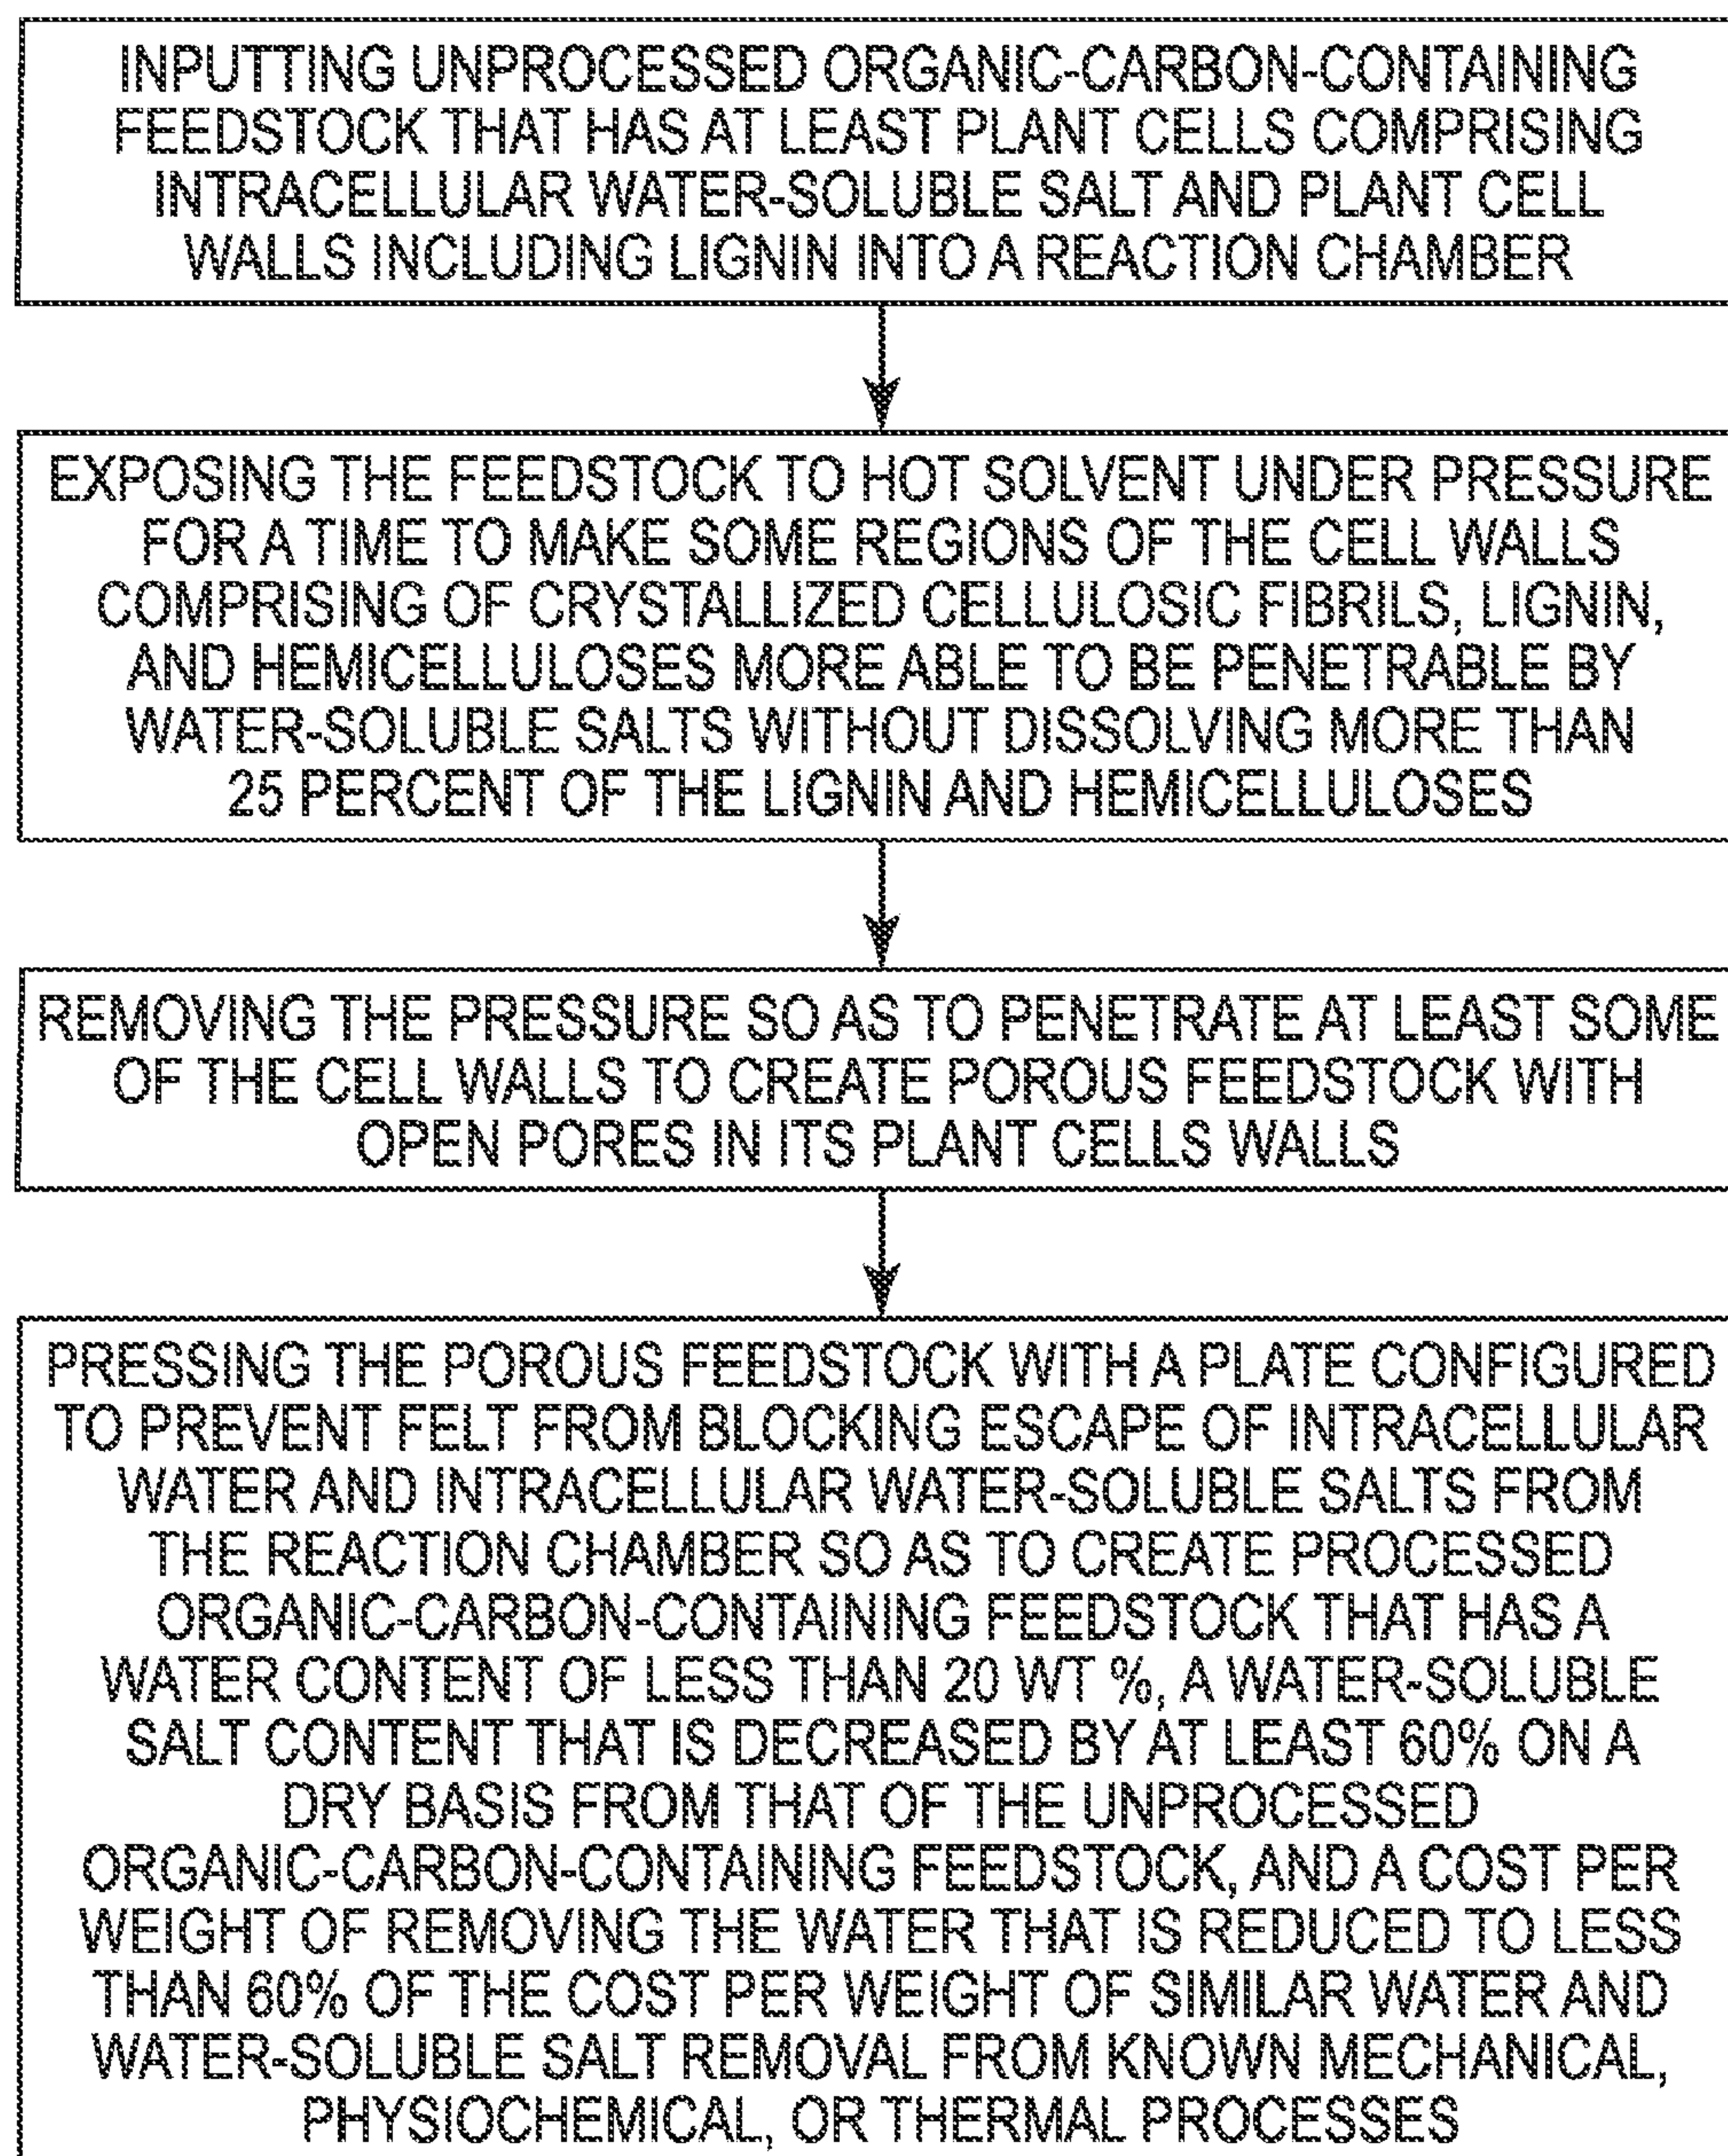 INPUTTING UNPROCESSED ORGANIC-CARBON-CONTAINING
FEEDSTOCK THAT HAS AT LEAST PLANT CELLS COMPRISING
INTRACELLULAR WATER-SOLUBLE SALT AND PLANT CELL
WALLS INCLUDING LIGNIN INTO A REACTION CHAMBER
EXPOSING THE FEEDSTOCK TO HOT SOLVENT UNDER PRESSURE
FOR A TIME TO MAKE SOME REGIONS OF THE CELL WALLS
COMPRISING OF CRYSTALLIZED CELLULOSIC FIBRILS, LIGNIN,
AND HEMICELLULOSES MORE ABLE TO BE PENETRABLE BY
WATER-SOLUBLE SALTS WITHOUT DISSOLVING MORE THAN
25 PERCENT OF THE LIGNIN AND HEMICELLULOSES
REMOVING THE PRESSURE SO AS TO PENETRATE AT LEAST SOME
OF THE CELL WALLS TO CREATE POROUS FEEDSTOCK WITH
OPEN PORES IN ITS PLANT CELLS WALLS
PRESSING THE POROUS FEEDSTOCK WITH A PLATE CONFIGURED
TO PREVENT FELT FROM BLOCKING ESCAPE OF INTRACELLULAR
WATER AND INTRACELLULAR WATER-SOLUBLE SALTS FROM
THE REACTION CHAMBER SO AS TO CREATE PROCESSED
ORGANIC-CARBON-CONTAINING FEEDSTOCK THAT HAS A
WATER CONTENT OF LESS THAN 20 WT %, A WATER-SOLUBLE
SALT CONTENT THAT IS DECREASED BY AT LEAST 60% ON A
DRY BASIS FROM THAT OF THE UNPROCESSED
ORGANIC-CARBON-CONTAINING FEEDSTOCK, AND A COST PER
WEIGHT OF REMOVING THE WATER THAT IS REDUCED TO LESS
THAN 60% OF THE COST PER WEIGHT OF SIMILAR WATER AND
WATER-SOLUBLE SALT REMOVAL FROM KNOWN MECHANICAL,
PHYSIOCHEMICAL, OR THERMAL PROCESSES